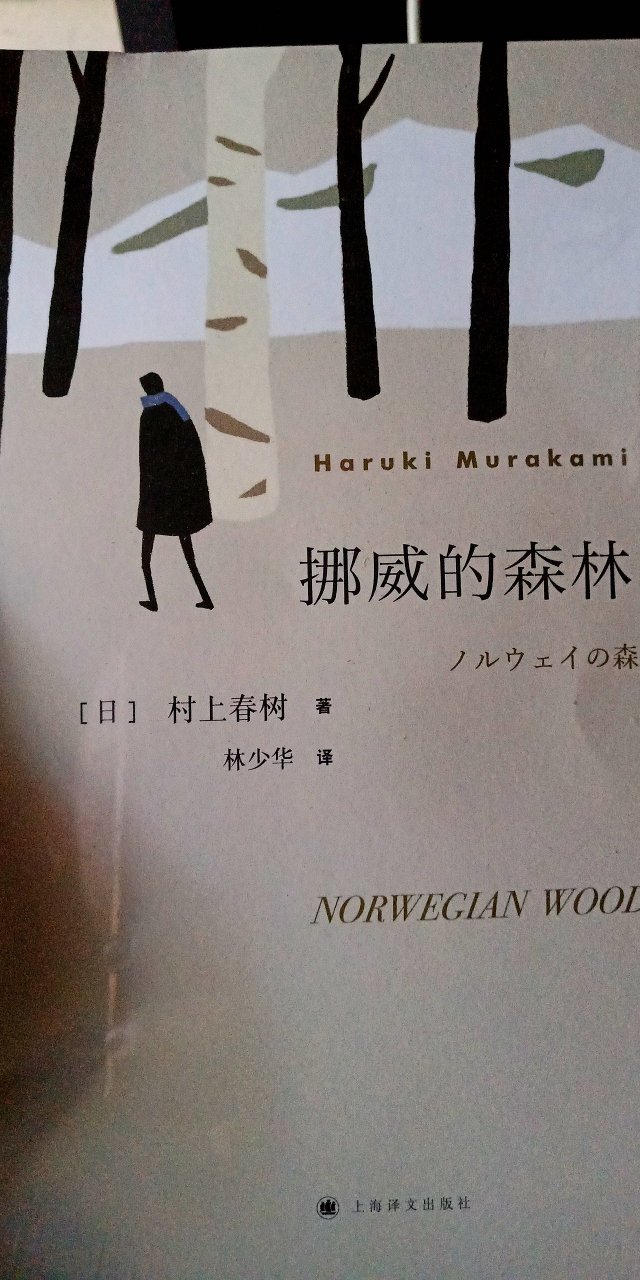 Haruki Murakami
挪威的森林
ノルウェイの森
[日] 村上春树 著
林少华 译
NORWEGIAN WOOD
上海译文出版社